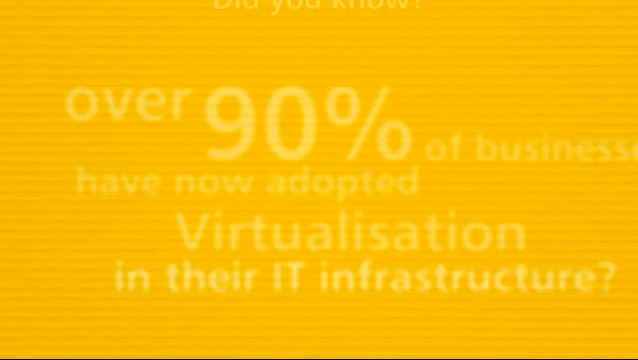 Did you know?
over 90% of business
have now adopted
Virtualisation
in their IT infrastructure?